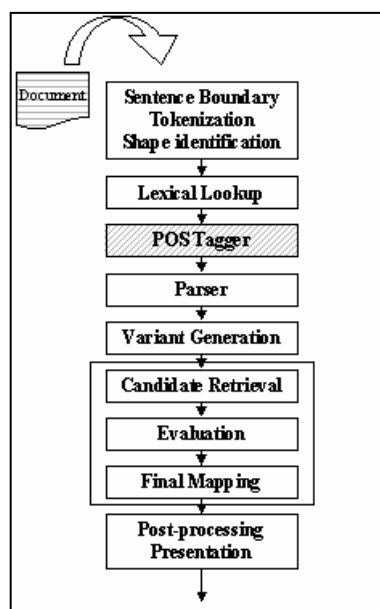 Document
Sentence Boundary
Tokenization
Shape identification
Lexical Lookup
POS Tagger
Parser
Variant Generation
Candidate Retrieval
Evaluation
Final Mapping
Post-processing
Presentation